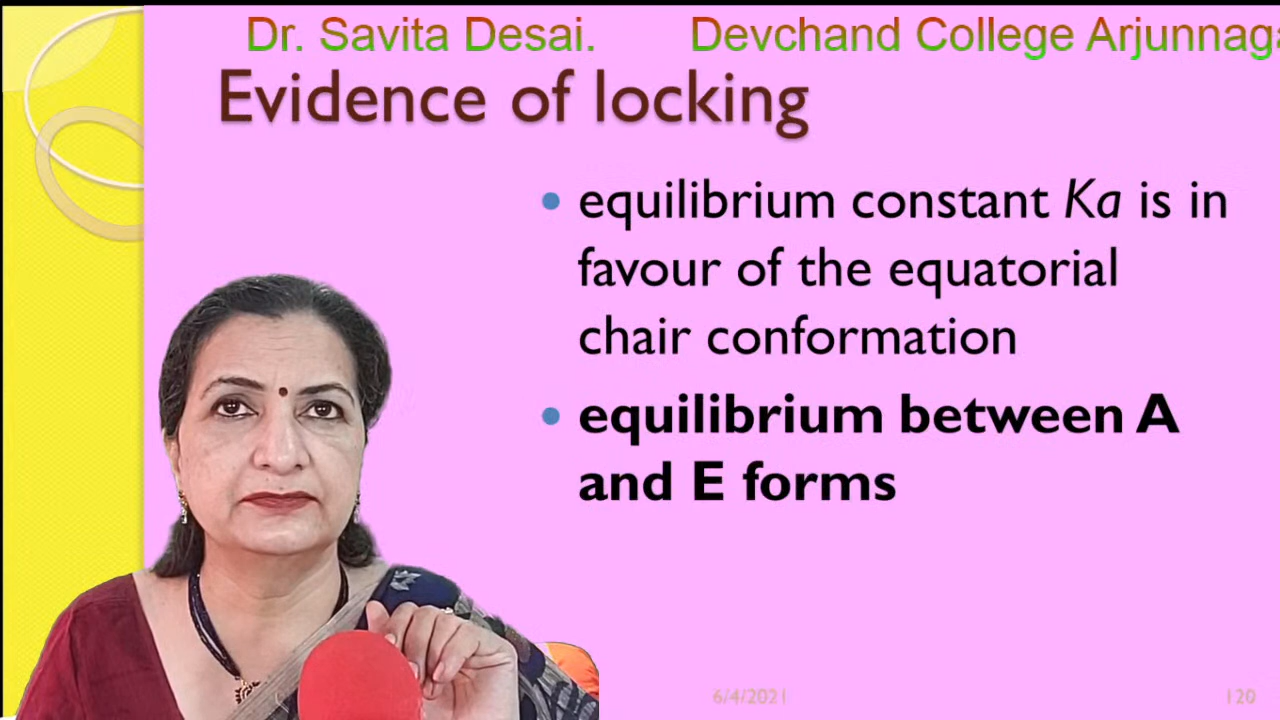 Dr. Savita Desai. Devchand College Arjunnaga
Evidence of locking
equilibrium constant Ka is in
favour of the equatorial
chair conformation
equilibrium between A
and E forms
6/4/2021 120